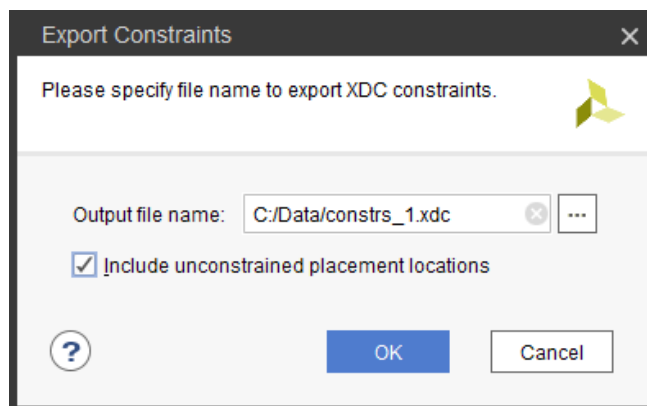 Export Constraints
Please specify file name to export XDC constraints.
Output file name: C:/Data/constrs_1.xdc ...
Include unconstrained placement locations
? OK Cancel